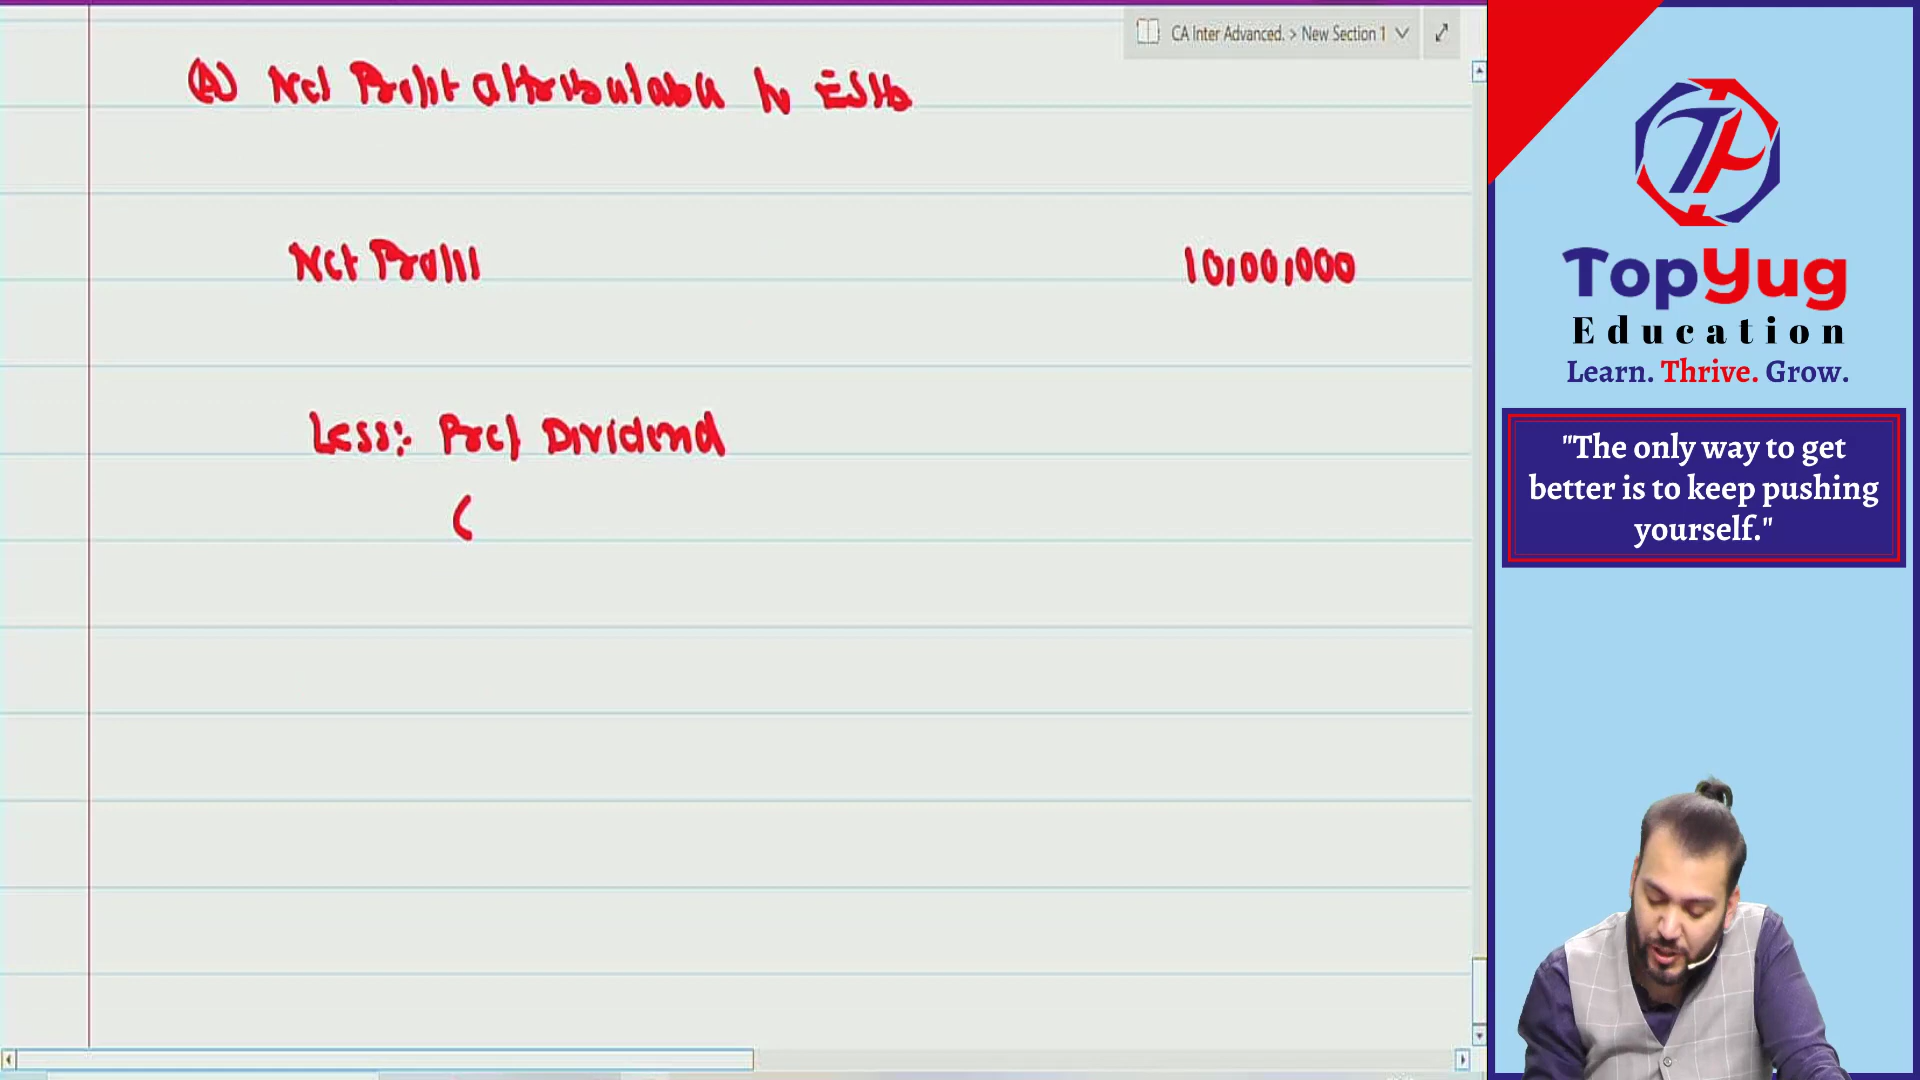 CA Inter Advanced. > New Section 1
(A) Net Profit attributable to ESHs
Net Profit 10,00,000
Less:- Pref Dividend
(
TopYug
Education
Learn. Thrive. Grow.
"The only way to get
better is to keep pushing
yourself."